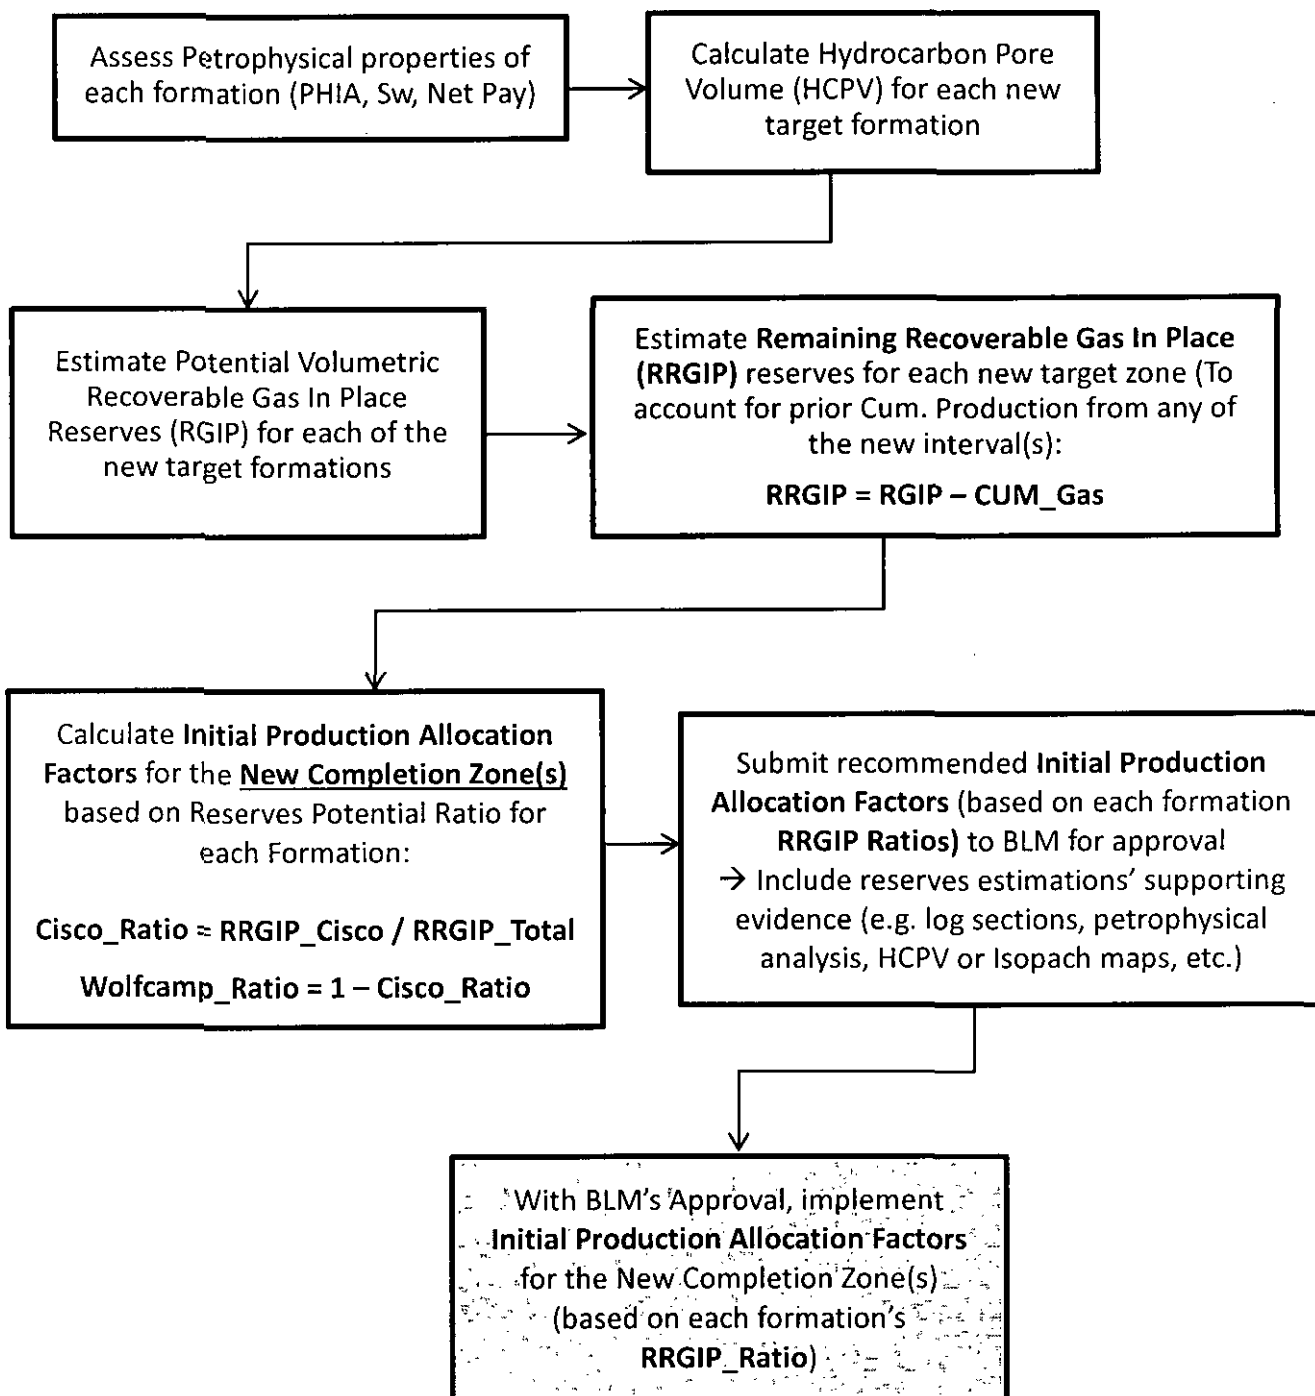 Assess Petrophysical properties of
each formation (PHIA, Sw, Net Pay)
Calculate Hydrocarbon Pore
Volume (HCPV) for each new
target formation
Estimate Potential Volumetric
Recoverable Gas In Place
Reserves (RGIP) for each of the
new target formations
Estimate Remaining Recoverable Gas In Place
(RRGIP) reserves for each new target zone (To
account for prior Cum. Production from any of
the new interval(s):
RRGIP = RGIP – CUM_Gas
Calculate Initial Production Allocation
Factors for the New Completion Zone(s)
based on Reserves Potential Ratio for
each Formation:
Cisco_Ratio = RRGIP_Cisco / RRGIP_Total
Wolfcamp_Ratio = 1 – Cisco_Ratio
Submit recommended Initial Production
Allocation Factors (based on each formation
RRGIP Ratios) to BLM for approval
→ Include reserves estimations’ supporting
evidence (e.g. log sections, petrophysical
analysis, HCPV or Isopach maps, etc.)
With BLM’s Approval, implement
Initial Production Allocation Factors
for the New Completion Zone(s)
(based on each formation’s
RRGIP_Ratio)